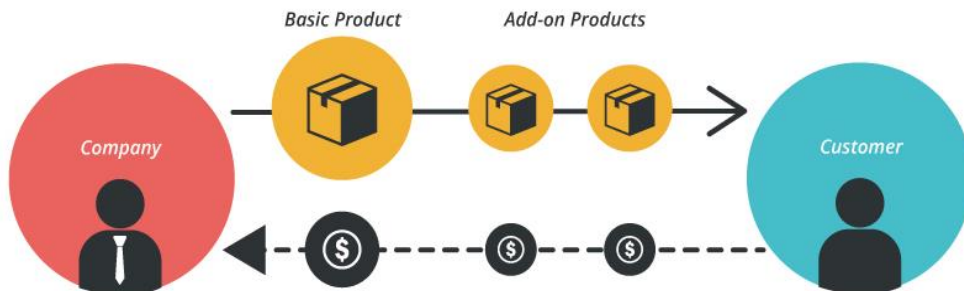 Basic Product
Add-on Products
Company
Customer
$
$
$